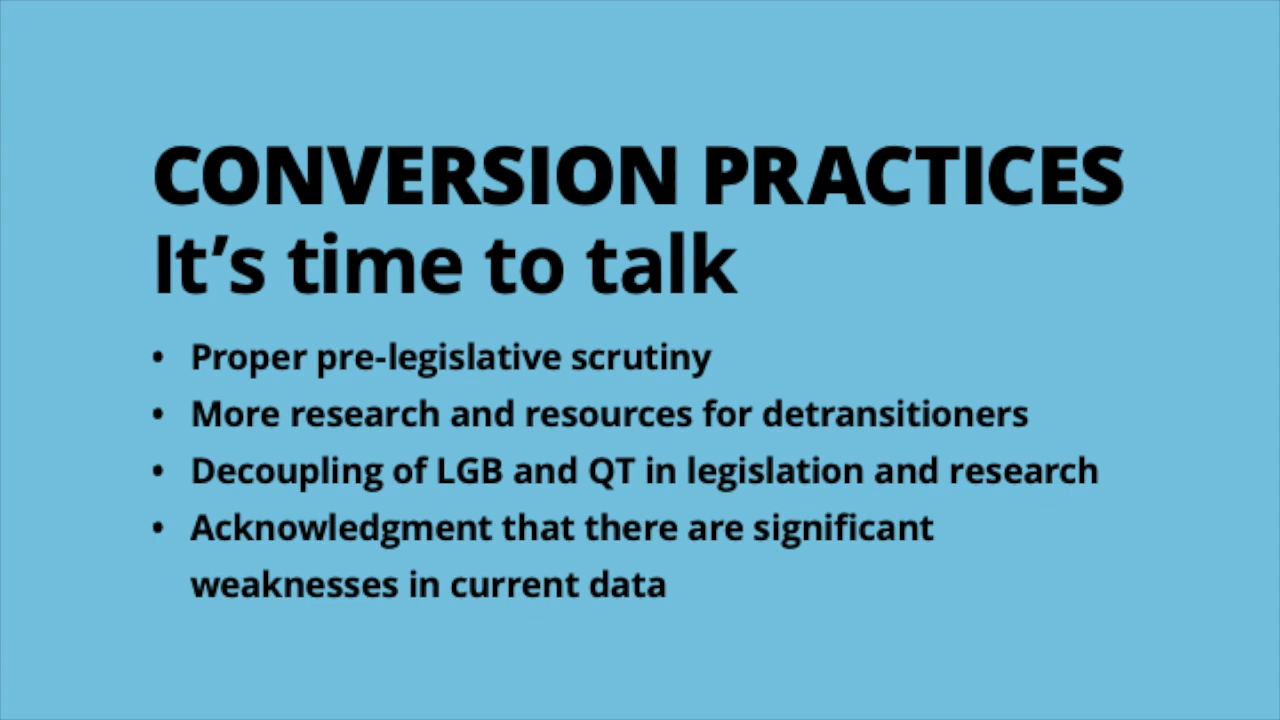 CONVERSION PRACTICES
It’s time to talk
• Proper pre-legislative scrutiny
• More research and resources for detransitioners
• Decoupling of LGB and QT in legislation and research
• Acknowledgment that there are significant
weaknesses in current data